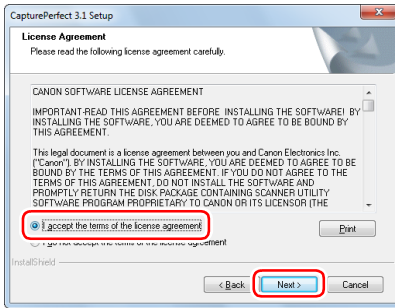 CapturePerfect 3.1 Setup
License Agreement
Please read the following license agreement carefully.
CANON SOFTWARE LICENSE AGREEMENT
IMPORTANT-READ THIS AGREEMENT BEFORE INSTALLING THE SOFTWARE! BY
INSTALLING THE SOFTWARE, YOU ARE DEEMED TO AGREE TO BE BOUND BY
THIS AGREEMENT.
This legal document is a license agreement between you and Canon Electronics Inc.
("Canon"). BY INSTALLING THE SOFTWARE, YOU ARE DEEMED TO AGREE TO BE
BOUND BY THE TERMS OF THIS AGREEMENT. IF YOU DO NOT AGREE TO THE
TERMS OF THIS AGREEMENT, DO NOT INSTALL THE SOFTWARE AND
PROMPTLY RETURN THE DISK PACKAGE CONTAINING SCANNER UTILITY
SOFTWARE PROGRAM PROPRIETARY TO CANON OR ITS LICENSOR (THE
I accept the terms of the license agreement
Print
I do not accept the terms of the license agreement
InstallShield
< Back
Next >
Cancel